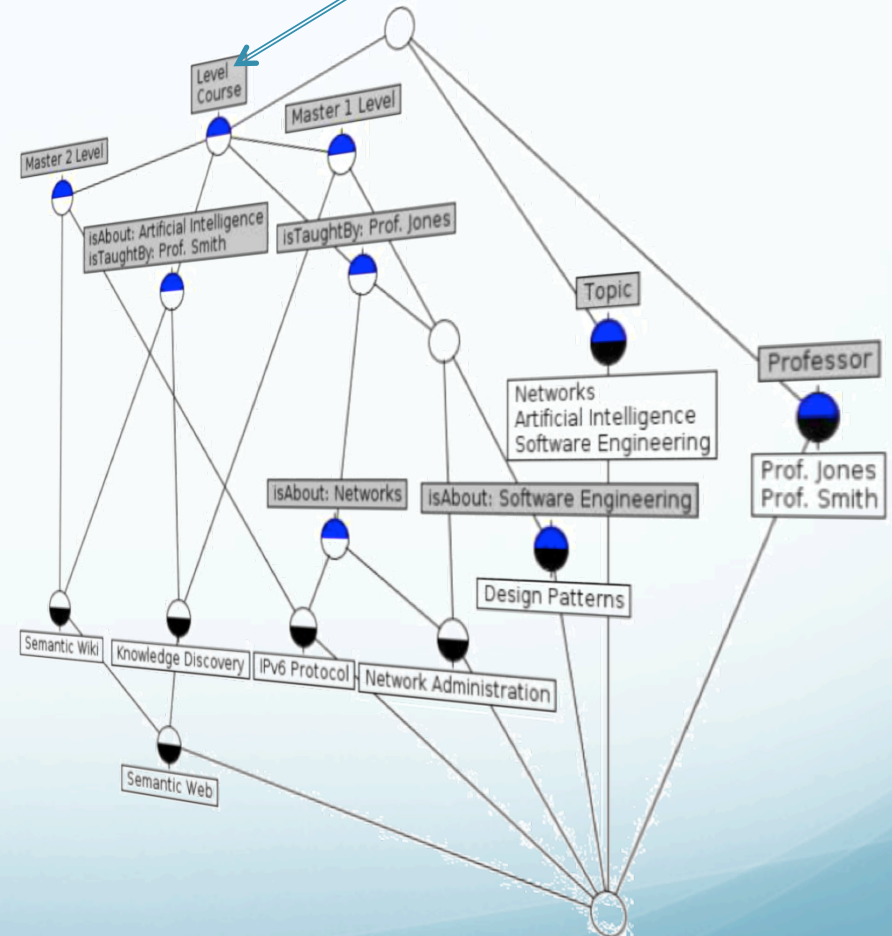 Level
Course
Master 1 Level
Master 2 Level
isAbout: Artificial Intelligence
isTaughtBy: Prof. Smith
isTaughtBy: Prof. Jones
Topic
Networks
Artificial Intelligence
Software Engineering
Professor
Prof. Jones
Prof. Smith
isAbout: Networks
isAbout: Software Engineering
Design Patterns
Semantic Wiki
Knowledge Discovery
IPv6 Protocol
Network Administration
Semantic Web